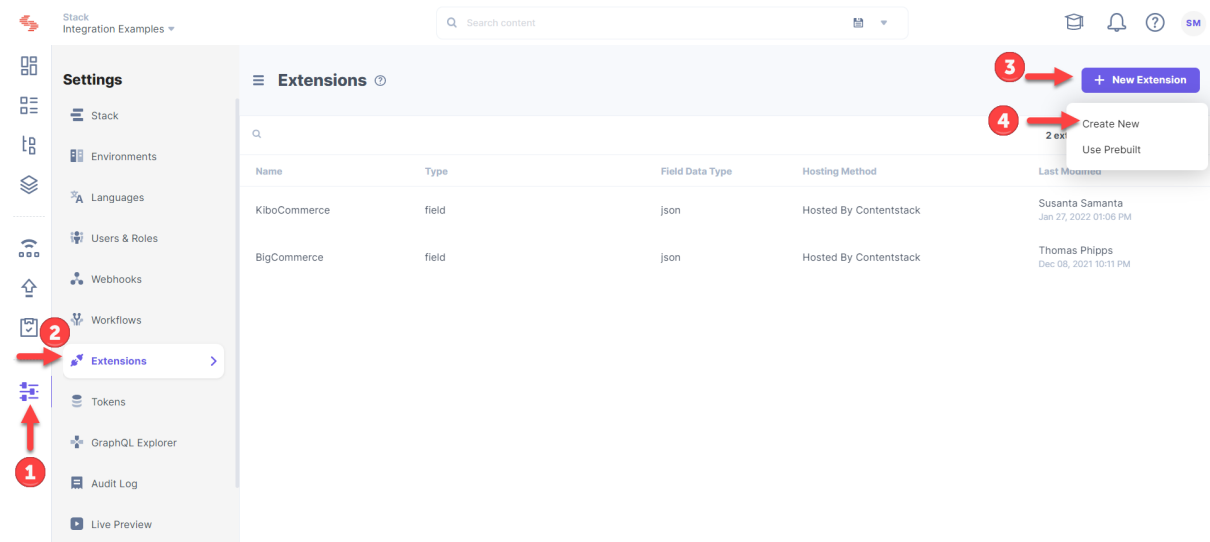 Stack
Integration Examples
Search content
SM
Settings
Stack
Environments
Languages
Users & Roles
Webhooks
Workflows
Extensions
Tokens
GraphQL Explorer
Audit Log
Live Preview
1
2
Extensions
3
+ New Extension
4
Create New
Use Prebuilt
2 ext
Name Type Field Data Type Hosting Method Last Modified
KiboCommerce field json Hosted By Contentstack Susanta Samanta
Jan 27, 2022 01:06 PM
BigCommerce field json Hosted By Contentstack Thomas Phipps
Dec 08, 2021 10:11 PM